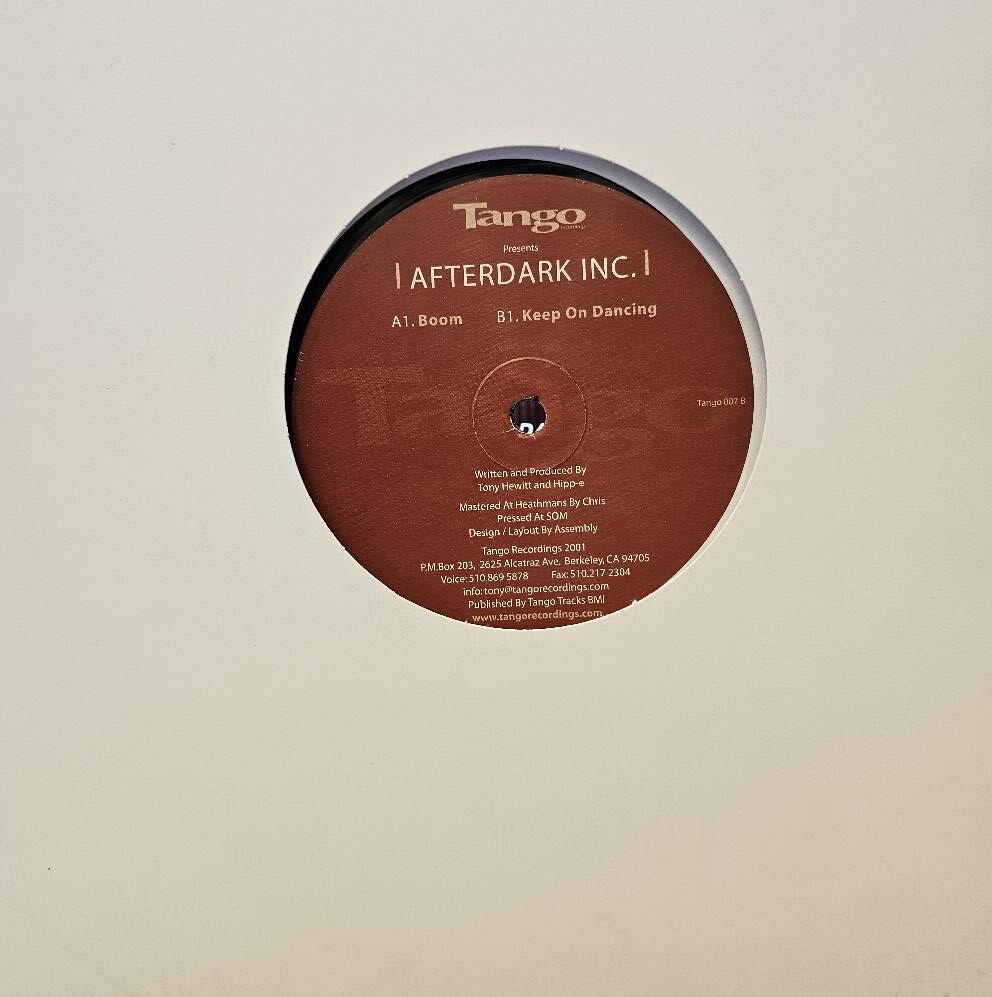 Tango
recordings
Presents
| AFTERDARK INC. |
A1. Boom B1. Keep On Dancing
Tango
Tango 007 B
Written and Produced By
Tony Hewitt and Hipp-e
Mastered At Heathmans By Chris
Pressed At SOM
Design / Layout By Assembly
Tango Recordings 2001
P.M.Box 203, 2625 Alcatraz Ave, Berkeley, CA 94705
Voice: 510.869 5878 Fax: 510.217 2304
info: tony@tangorecordings.com
Published By Tango Tracks BMI
www.tangorecordings.com